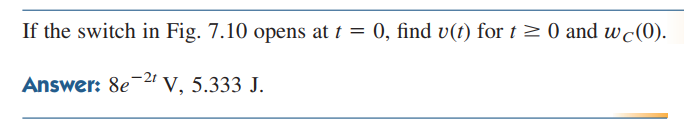 If the switch in Fig. 7.10 opens at t = 0, find v(t) for t ≥ 0 and w_C(0).
Answer: 8e^{−2t} V, 5.333 J.